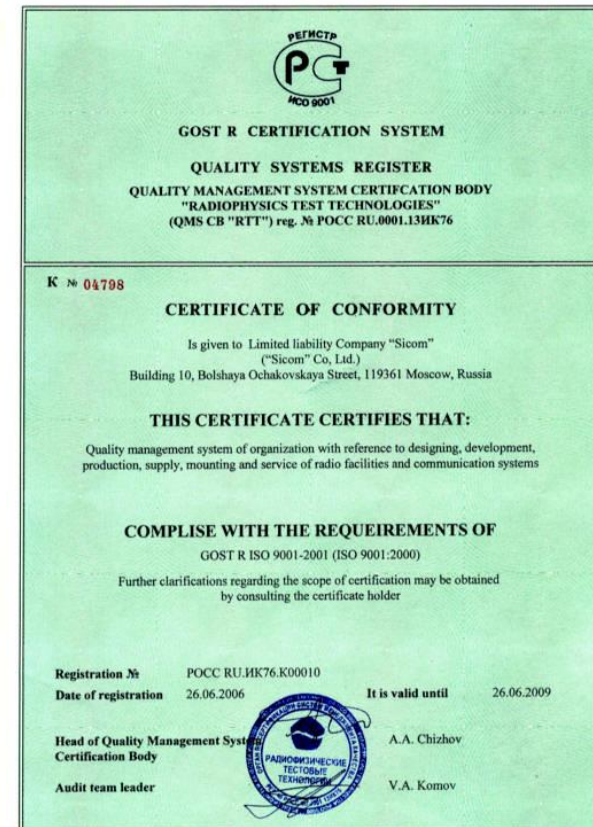 РЕГИСТР
РСТ
ИСО 9001
GOST R CERTIFICATION SYSTEM
QUALITY SYSTEMS REGISTER
QUALITY MANAGEMENT SYSTEM CERTIFCATION BODY
"RADIOPHYSICS TEST TECHNOLOGIES"
(QMS CB "RTT") reg. № РОСС RU.0001.13ИК76
К № 04798
CERTIFICATE OF CONFORMITY
Is given to Limited liability Company “Sicom”
(“Sicom” Co, Ltd.)
Building 10, Bolshaya Ochakovskaya Street, 119361 Moscow, Russia
THIS CERTIFICATE CERTIFIES THAT:
Quality management system of organization with reference to designing, development,
production, supply, mounting and service of radio facilities and communication systems
COMPLISE WITH THE REQUEIREMENTS OF
GOST R ISO 9001-2001 (ISO 9001:2000)
Further clarifications regarding the scope of certification may be obtained
by consulting the certificate holder
Registration № РОСС RU.ИК76.К00010
Date of registration 26.06.2006 It is valid until 26.06.2009
Head of Quality Management System A.A. Chizhov
Certification Body
РАДИОФИЗИЧЕСКИЕ
ТЕСТОВЫЕ
ТЕХНОЛОГИИ
Audit team leader V.A. Komov